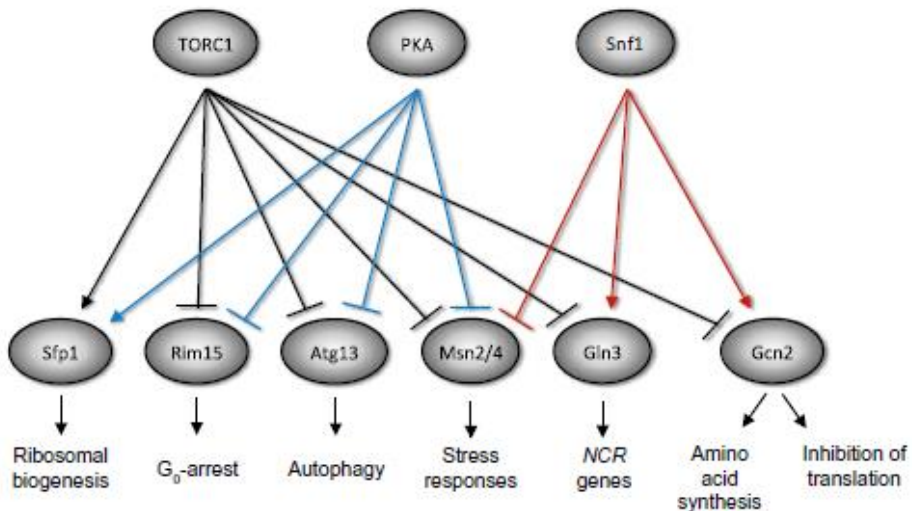 TORC1
PKA
Snf1
Sfp1
Rim15
Atg13
Msn2/4
Gln3
Gcn2
Ribosomal
biogenesis
G₀-arrest
Autophagy
Stress
responses
NCR
genes
Amino
acid
synthesis
Inhibition of
translation